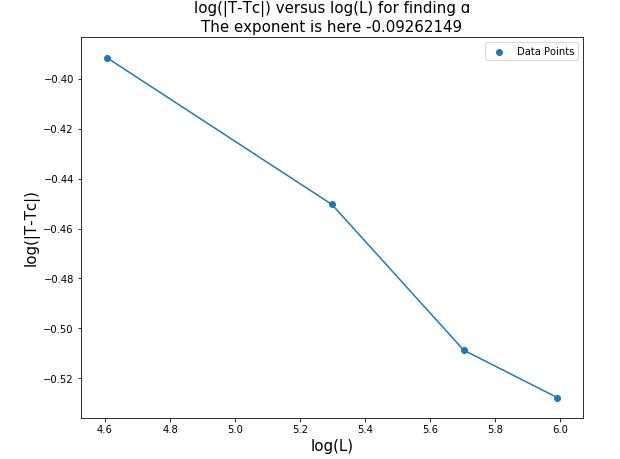 log(|T-Tc|) versus log(L) for finding α
The exponent is here -0.09262149
Data Points
log(|T-Tc|)
−0.40
−0.42
−0.44
−0.46
−0.48
−0.50
−0.52
4.6 4.8 5.0 5.2 5.4 5.6 5.8 6.0
log(L)